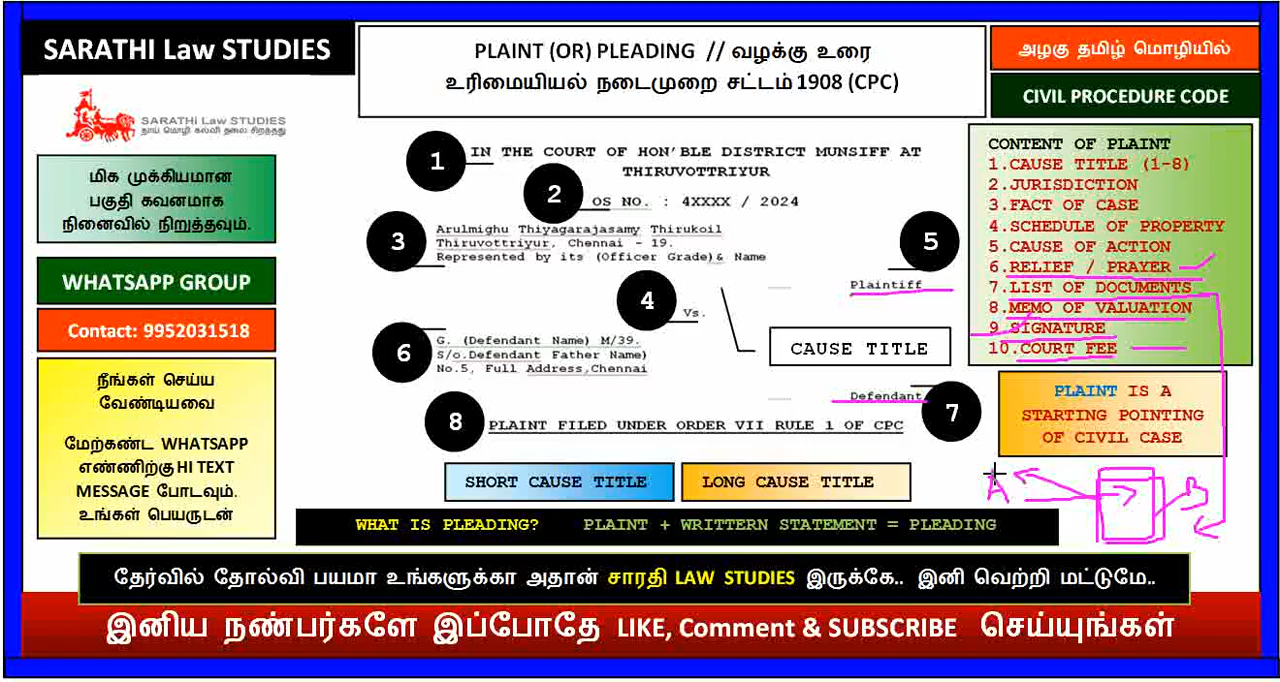 SARATHI Law STUDIES
PLAINT (OR) PLEADING // வழக்கு உரை
உரிமையியல் நடைமுறை சட்டம் 1908 (CPC)
அழகு தமிழ் மொழியில்
CIVIL PROCEDURE CODE
SARATHI Law STUDIES
தாய் மொழி கல்வி தலை சிறந்தது
மிக முக்கியமான
பகுதி கவனமாக
நினைவில் நிறுத்தவும்.
WHATSAPP GROUP
Contact: 9952031518
நீங்கள் செய்ய
வேண்டியவை
மேற்கண்ட WHATSAPP
எண்ணிற்கு HI TEXT
MESSAGE போடவும்.
உங்கள் பெயருடன்
1
IN THE COURT OF HON'BLE DISTRICT MUNSIFF AT
THIRUVOTTRIYUR
2
OS NO. : 4XXXX / 2024
3
Arulmighu Thiyagarajasamy Thirukoil
Thiruvottriyur, Chennai - 19.
Represented by its (Officer Grade)& Name
5
Plaintiff
4
Vs.
CAUSE TITLE
6
G. (Defendant Name) M/39.
S/o.Defendant Father Name)
No.5, Full Address,Chennai
Defendant
7
8
PLAINT FILED UNDER ORDER VII RULE 1 OF CPC
SHORT CAUSE TITLE
LONG CAUSE TITLE
WHAT IS PLEADING? PLAINT + WRITTERN STATEMENT = PLEADING
CONTENT OF PLAINT
1.CAUSE TITLE (1-8)
2.JURISDICTION
3.FACT OF CASE
4.SCHEDULE OF PROPERTY
5.CAUSE OF ACTION
6.RELIEF / PRAYER
7.LIST OF DOCUMENTS
8.MEMO OF VALUATION
9.SIGNATURE
10.COURT FEE
PLAINT IS A
STARTING POINTING
OF CIVIL CASE
A
B
தேர்வில் தோல்வி பயமா உங்களுக்கா அதான் சாரதி LAW STUDIES இருக்கே.. இனி வெற்றி மட்டுமே..
இனிய நண்பர்களே இப்போதே LIKE, Comment & SUBSCRIBE செய்யுங்கள்